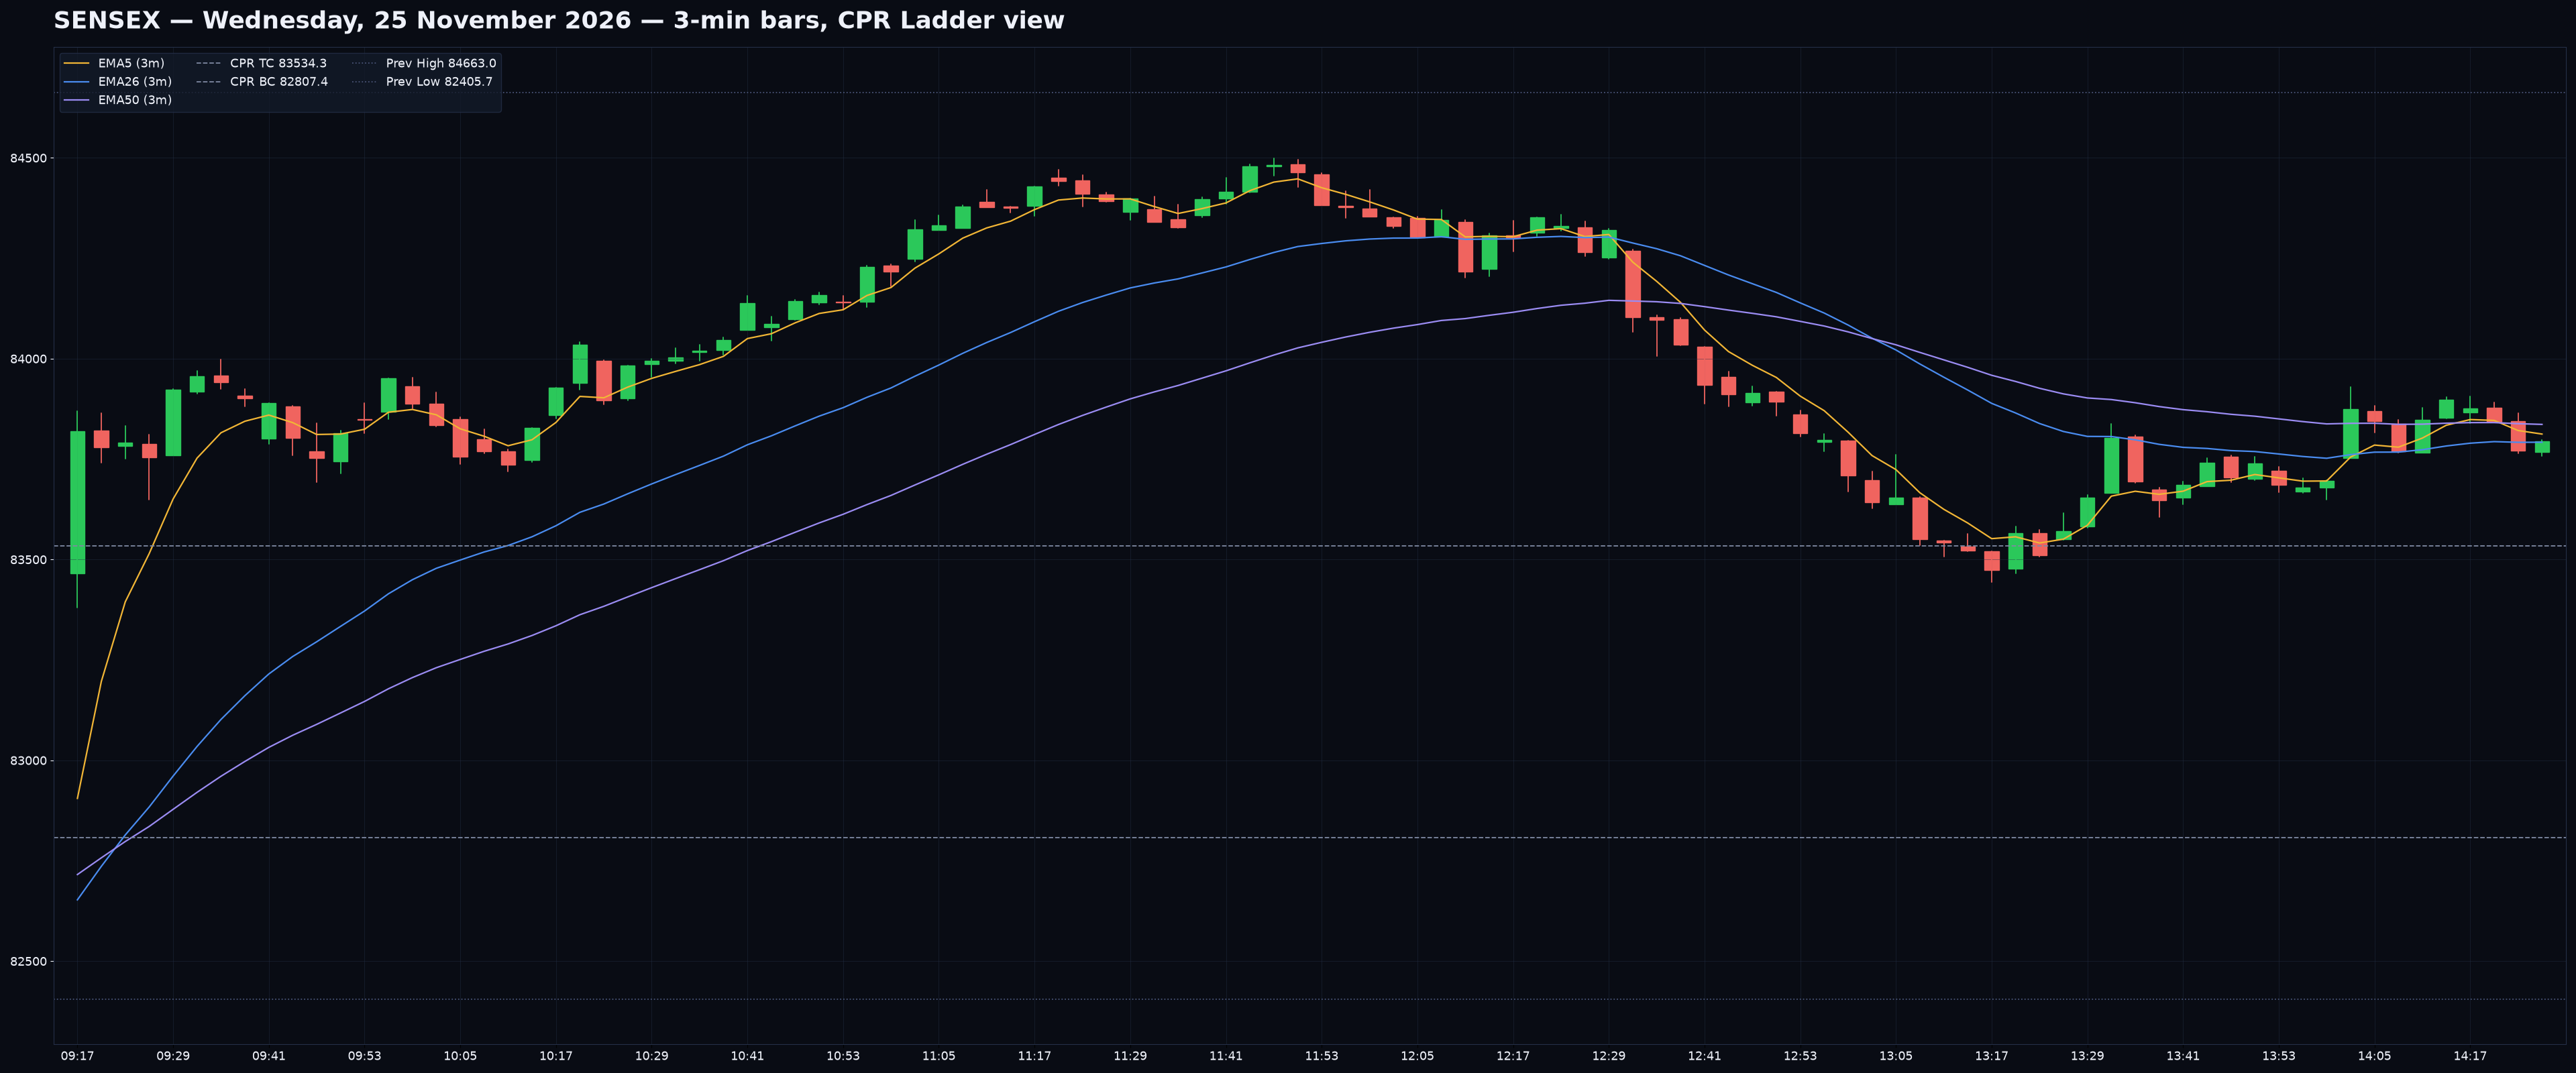 SENSEX — Wednesday, 25 November 2026 — 3-min bars, CPR Ladder view
EMA5 (3m)
EMA26 (3m)
EMA50 (3m)
CPR TC 83534.3
CPR BC 82807.4
Prev High 84663.0
Prev Low 82405.7
84500
84000
83500
83000
82500
09:17 09:29 09:41 09:53 10:05 10:17 10:29 10:41 10:53 11:05 11:17 11:29 11:41 11:53 12:05 12:17 12:29 12:41 12:53 13:05 13:17 13:29 13:41 13:53 14:05 14:17